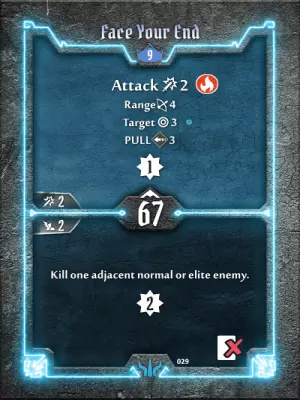 Face Your End
9
Attack 2
Range 4
Target 3
PULL 3
1
2
67
2
Kill one adjacent normal or elite enemy.
2
029